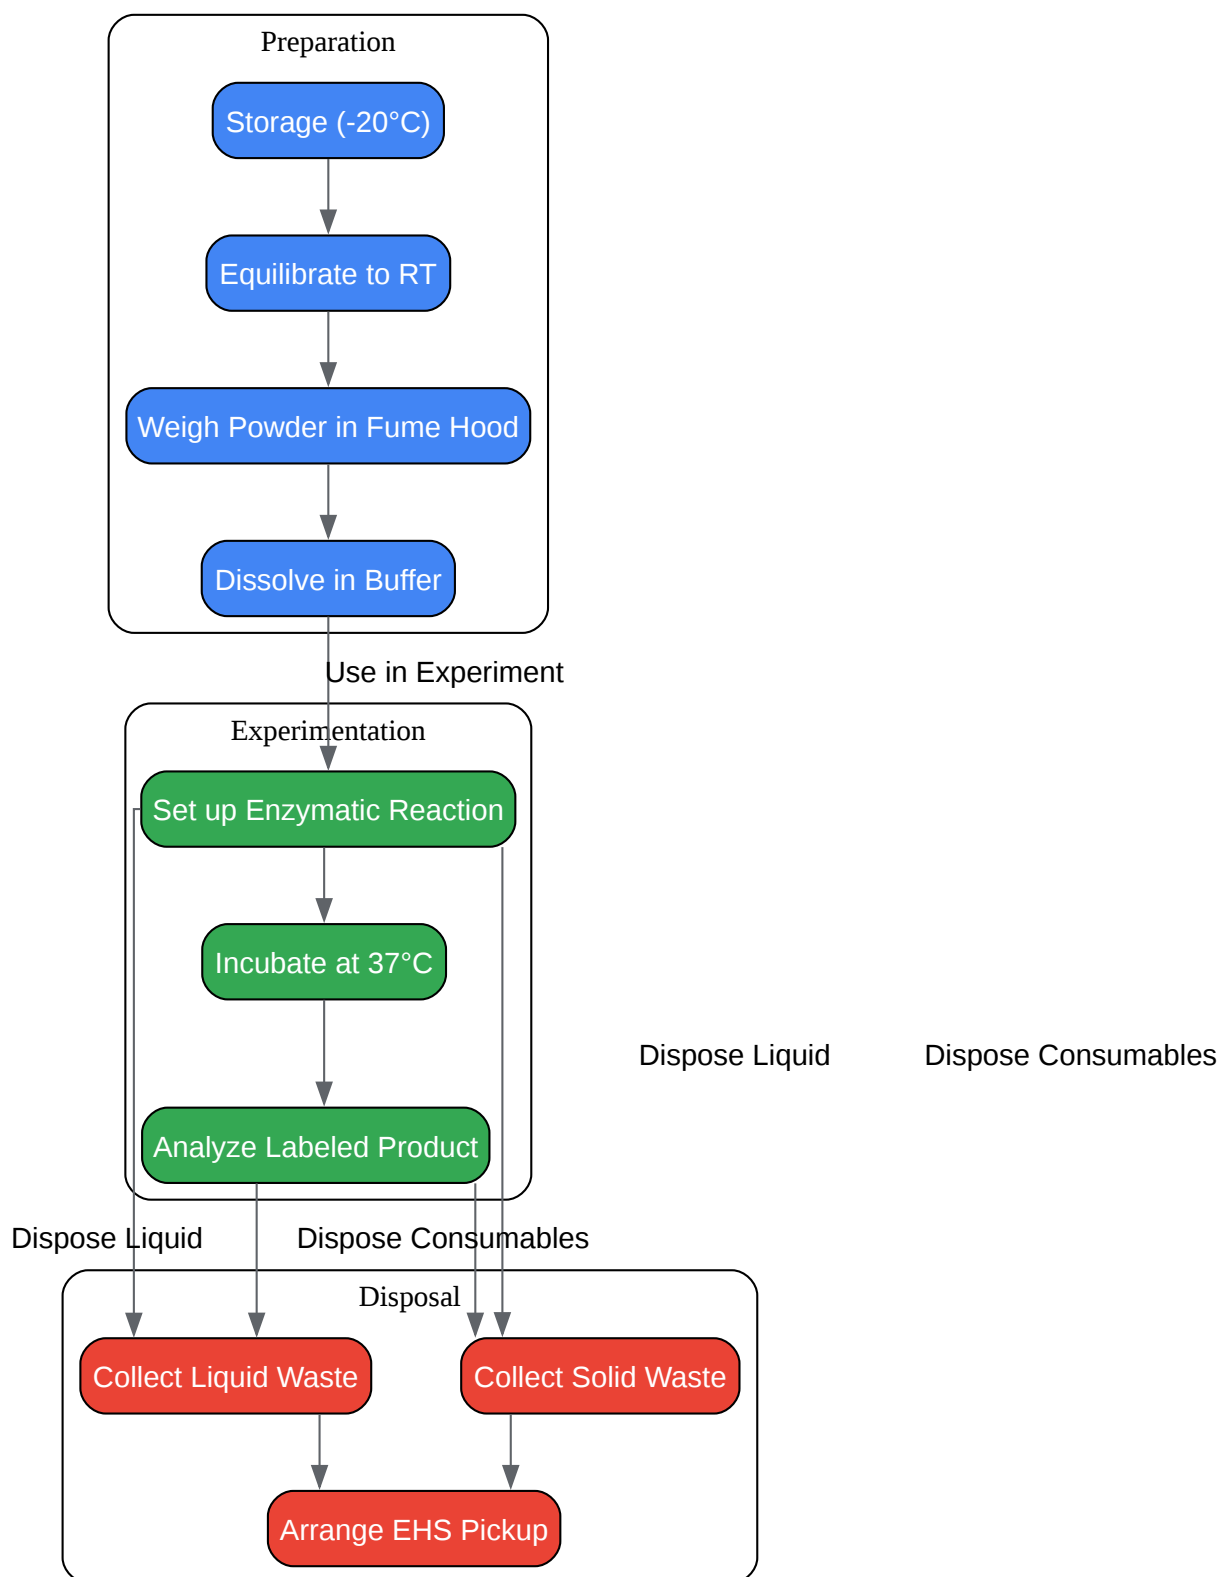 Preparation
Storage (-20°C)
Equilibrate to RT
Weigh Powder in Fume Hood
Dissolve in Buffer
Use in Experiment
Experimentation
Set up Enzymatic Reaction
Incubate at 37°C
Dispose Liquid
Dispose Consumables
Analyze Labeled Product
Dispose Liquid
Dispose Consumables
Disposal
Collect Liquid Waste
Collect Solid Waste
Arrange EHS Pickup